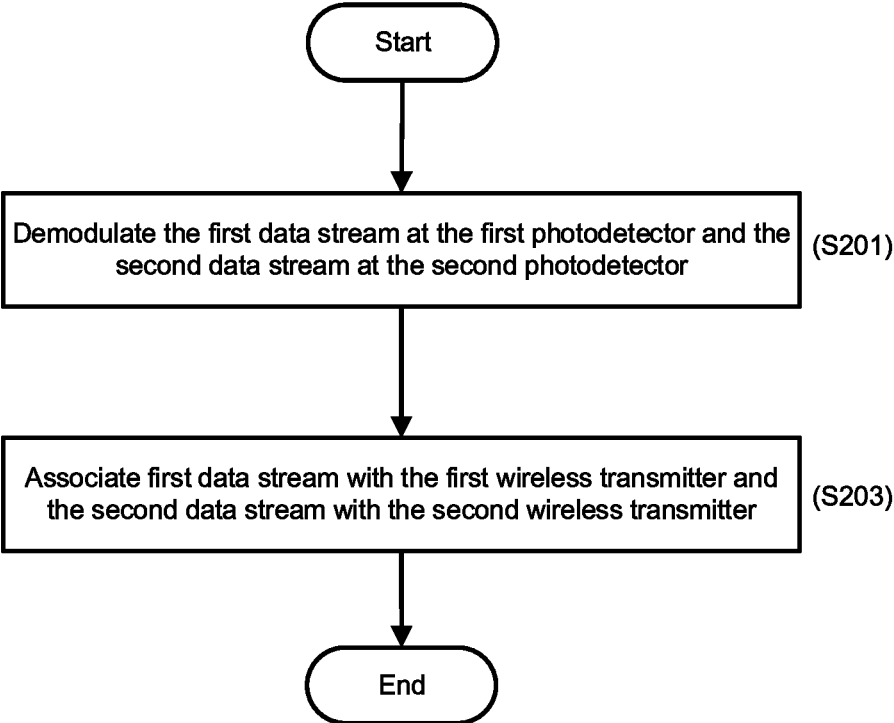 Start
Demodulate the first data stream at the first photodetector and the
second data stream at the second photodetector
(S201)
Associate first data stream with the first wireless transmitter and
the second data stream with the second wireless transmitter
(S203)
End